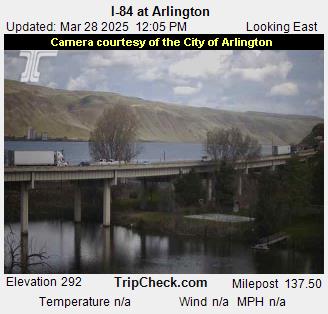 I-84 at Arlington
Updated: Mar 28 2025 12:05 PM Looking East
Camera courtesy of the City of Arlington
Elevation 292 TripCheck.com Milepost 137.50
Temperature n/a Wind n/a MPH n/a